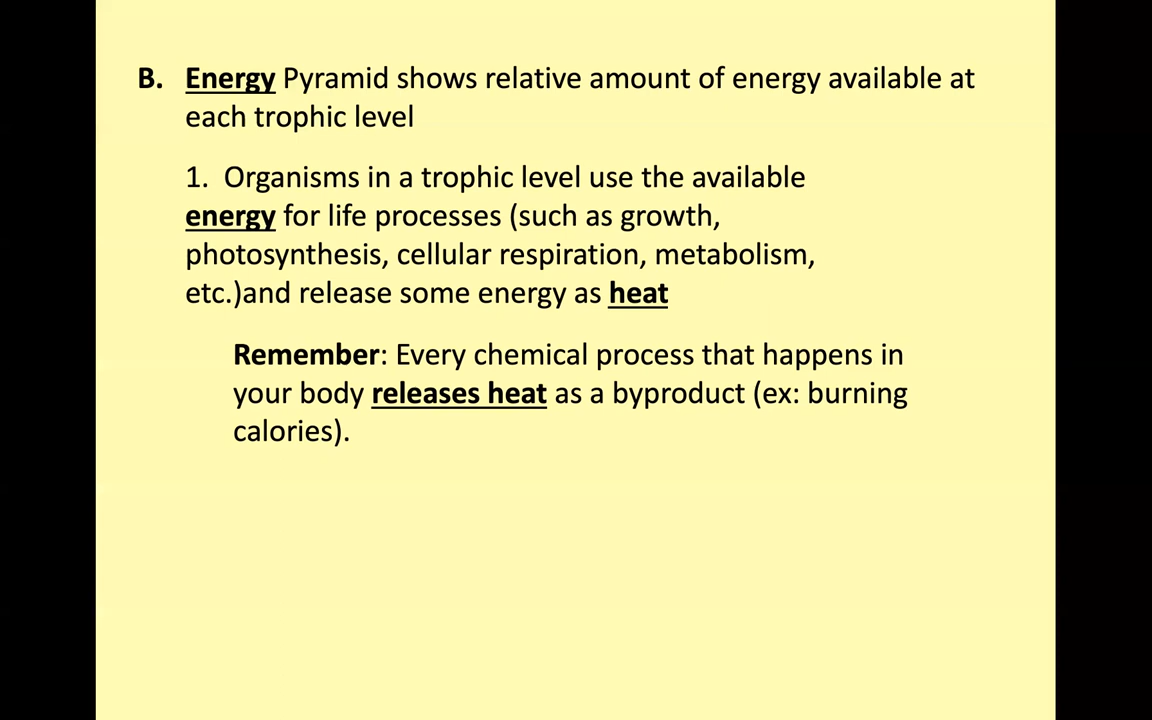 B. Energy Pyramid shows relative amount of energy available at
each trophic level
1. Organisms in a trophic level use the available
energy for life processes (such as growth,
photosynthesis, cellular respiration, metabolism,
etc.)and release some energy as heat
Remember: Every chemical process that happens in
your body releases heat as a byproduct (ex: burning
calories).